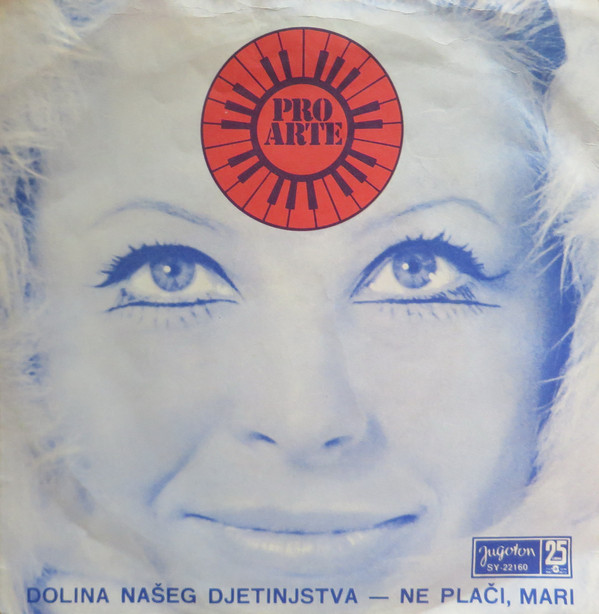 PRO
ARTE
Jugoton
SY-22160
25
DOLINA NAŠEG DJETINJSTVA — NE PLAČI, MARI